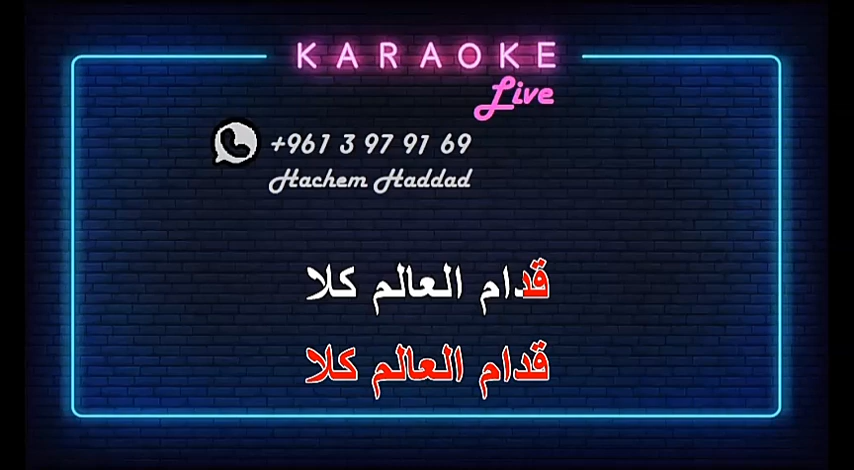 KARAOKE
Live
+961 3 97 91 69
Hachem Haddad
قدام العالم كلا
قدام العالم كلا